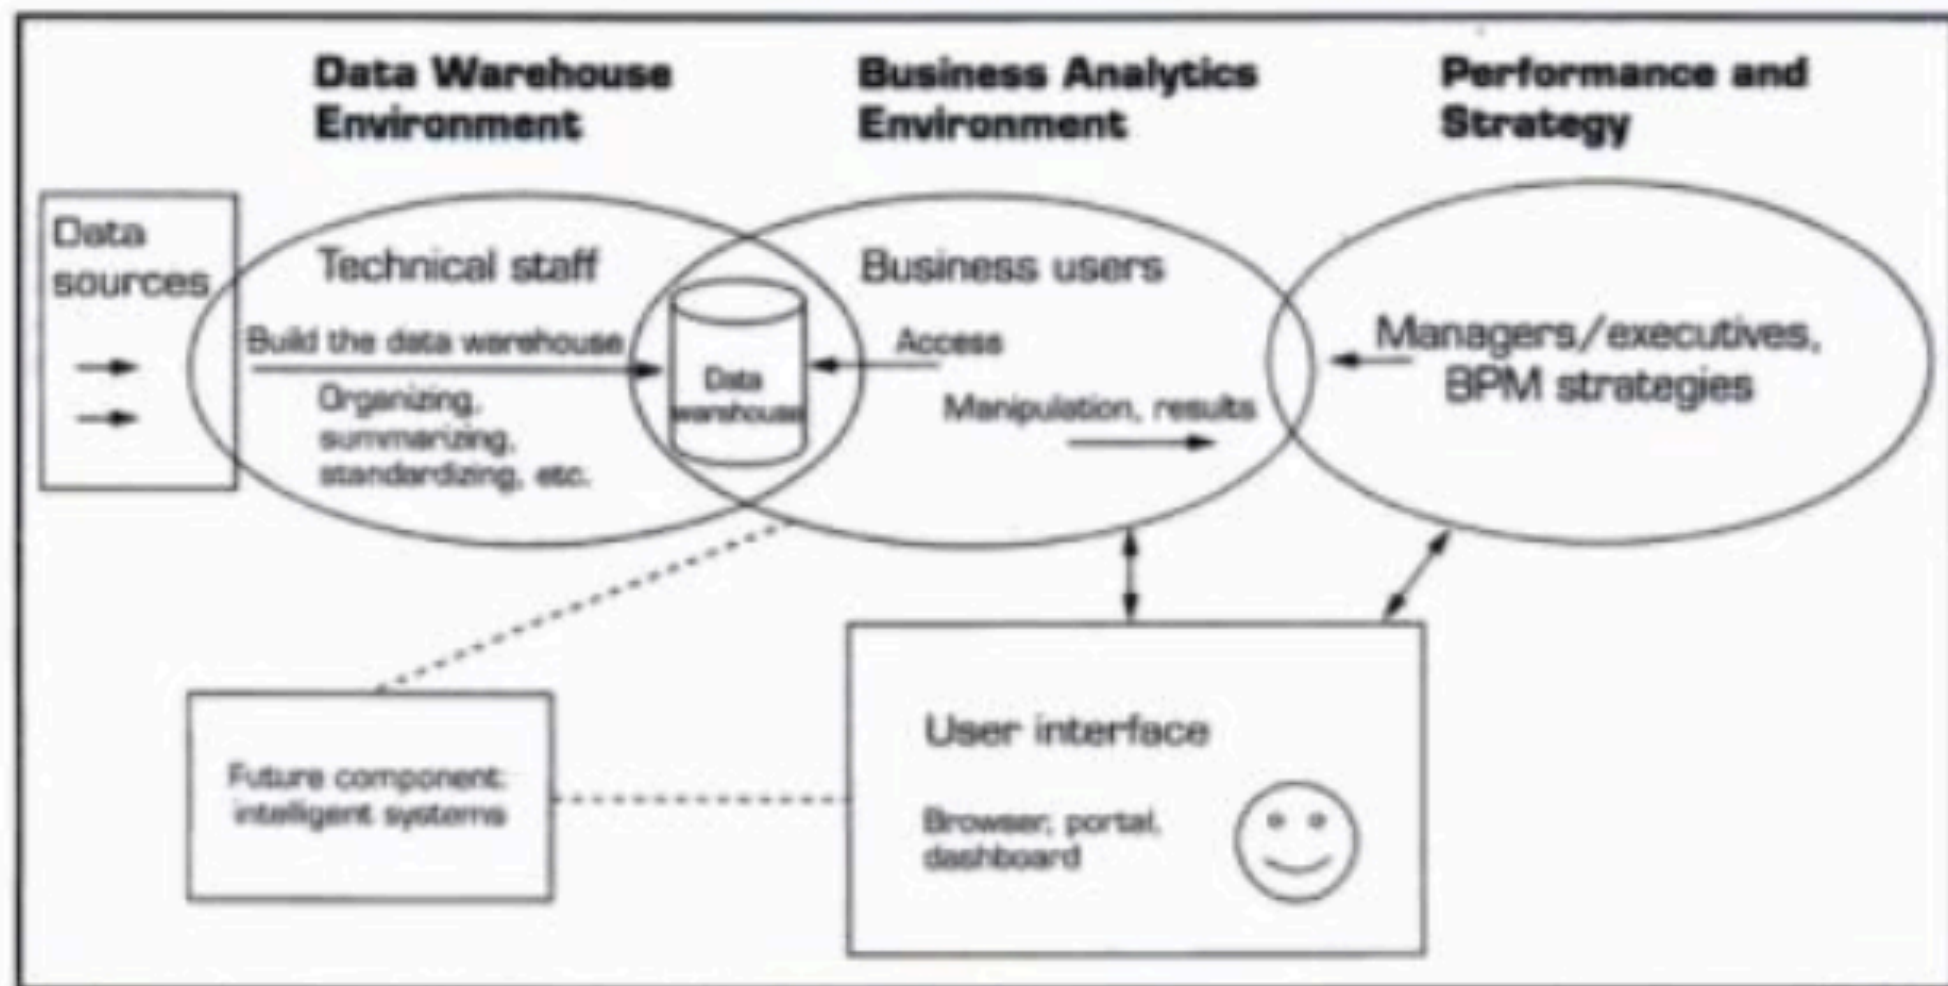 Data Warehouse
Environment
Business Analytics
Environment
Performance and
Strategy
Data
sources
Technical staff
Build the data warehouse
Organizing,
summarizing,
standardizing, etc.
Data
warehouse
Business users
Access
Manipulation, results
Managers/executives,
BPM strategies
Future component:
intelligent systems
User interface
Browser, portal,
dashboard